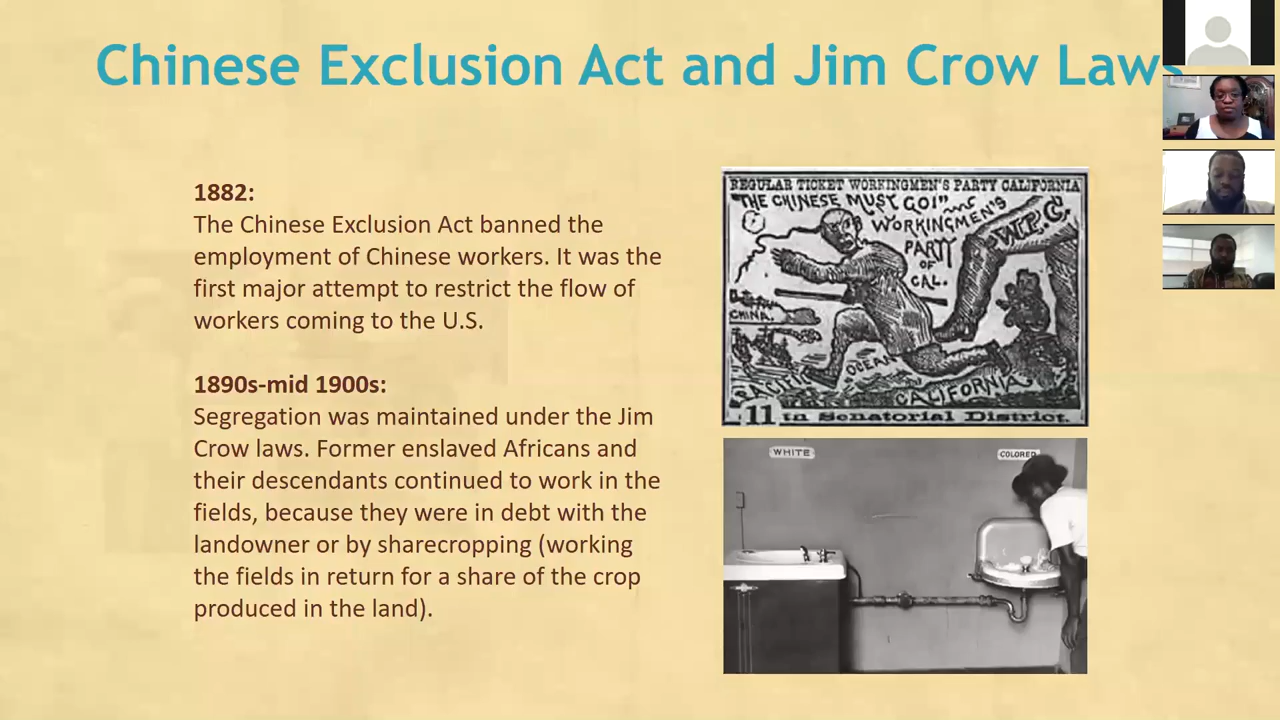 Chinese Exclusion Act and Jim Crow Laws
1882:
The Chinese Exclusion Act banned the
employment of Chinese workers. It was the
first major attempt to restrict the flow of
workers coming to the U.S.
1890s-mid 1900s:
Segregation was maintained under the Jim
Crow laws. Former enslaved Africans and
their descendants continued to work in the
fields, because they were in debt with the
landowner or by sharecropping (working
the fields in return for a share of the crop
produced in the land).
REGULAR TICKET WORKINGMEN'S PARTY CALIFORNIA
"THE CHINESE MUST GO!"
WORKINGMEN'S
PARTY
OF
CAL.
W.P.C.
CHINA.
PACIFIC
OCEAN
CALIFORNIA
11 in Senatorial District.
WHITE
COLORED